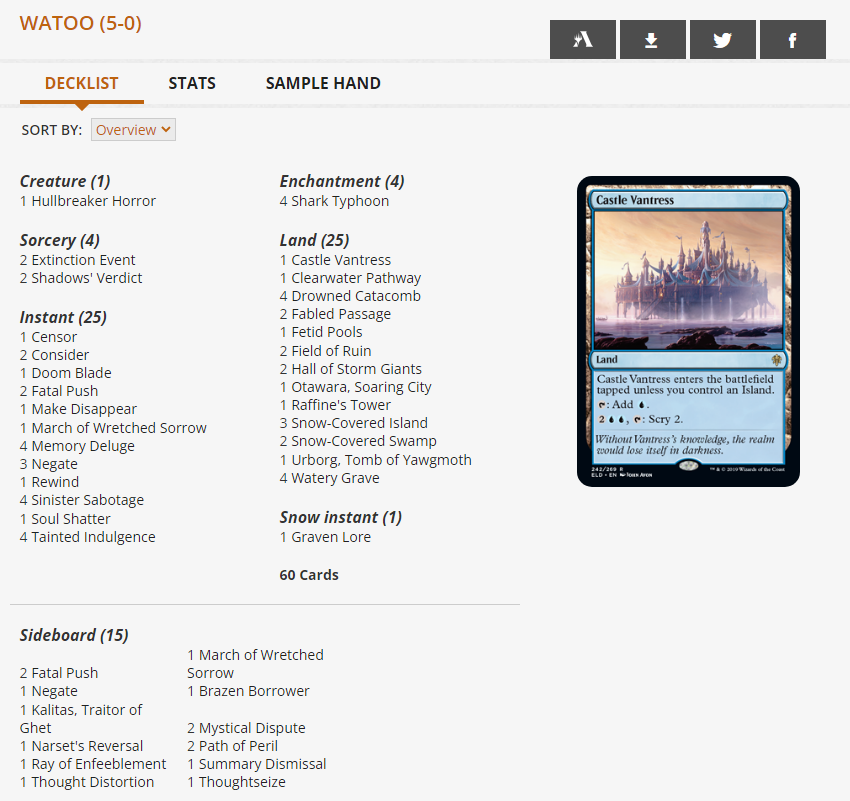 WATOO (5-0)
DECKLIST
STATS
SAMPLE HAND
SORT BY: Overview
Creature (1)
1 Hullbreaker Horror
Sorcery (4)
2 Extinction Event
2 Shadows' Verdict
Instant (25)
1 Censor
2 Consider
1 Doom Blade
2 Fatal Push
1 Make Disappear
1 March of Wretched Sorrow
4 Memory Deluge
3 Negate
1 Rewind
4 Sinister Sabotage
1 Soul Shatter
4 Tainted Indulgence
Enchantment (4)
4 Shark Typhoon
Land (25)
1 Castle Vantress
1 Clearwater Pathway
4 Drowned Catacomb
2 Fabled Passage
1 Fetid Pools
2 Field of Ruin
2 Hall of Storm Giants
1 Otawara, Soaring City
1 Raffine's Tower
3 Snow-Covered Island
2 Snow-Covered Swamp
1 Urborg, Tomb of Yawgmoth
4 Watery Grave
Snow instant (1)
1 Graven Lore
60 Cards
Castle Vantress
Land
Castle Vantress enters the battlefield
tapped unless you control an Island.
: Add .
2 , : Scry 2.
Without Vantress's knowledge, the realm
would lose itself in darkness.
242/269 R
ELD • EN
™ & © 2019 Wizards of the Coast
Sideboard (15)
2 Fatal Push
1 Negate
1 Kalitas, Traitor of
Ghet
1 Narset's Reversal
1 Ray of Enfeeblement
1 Thought Distortion
1 March of Wretched
Sorrow
1 Brazen Borrower
2 Mystical Dispute
2 Path of Peril
1 Summary Dismissal
1 Thoughtseize